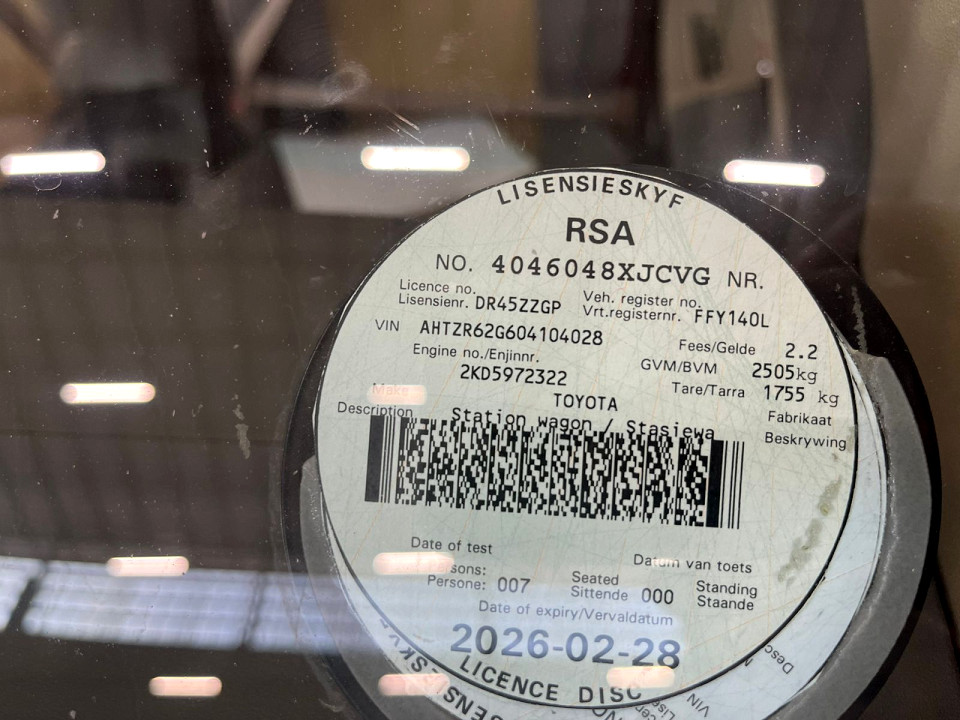 LISENSIESKYF
RSA
NO. 4046048XJCVG NR.
Licence no. Veh. register no.
Lisensienr. DR45ZZGP Vrt.registernr. FFY140L
VIN AHTZR62G604104028 Fees/Gelde 2.2
Engine no./Enjinnr. GVM/BVM 2505kg
2KD5972322 Tare/Tarra 1755 kg
Make TOYOTA Fabrikaat
Description Station wagon / Stasiewa Beskrywing
Date of test Datum van toets
sons: Seated Standing
Persone: 007 Sittende 000 Staande
Date of expiry/Vervaldatum
2026-02-28
LICENCE DISC
Desc
VIN